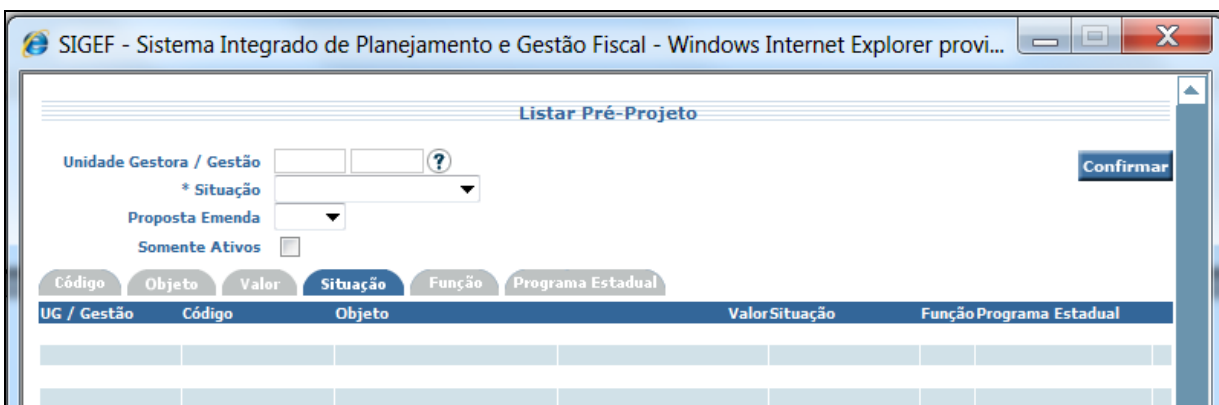 SIGEF - Sistema Integrado de Planejamento e Gestão Fiscal - Windows Internet Explorer provi...
Listar Pré-Projeto
Unidade Gestora / Gestão ?
Confirmar
* Situação
Proposta Emenda
Somente Ativos
Código Objeto Valor Situação Função Programa Estadual
UG / Gestão Código Objeto Valor Situação Função Programa Estadual